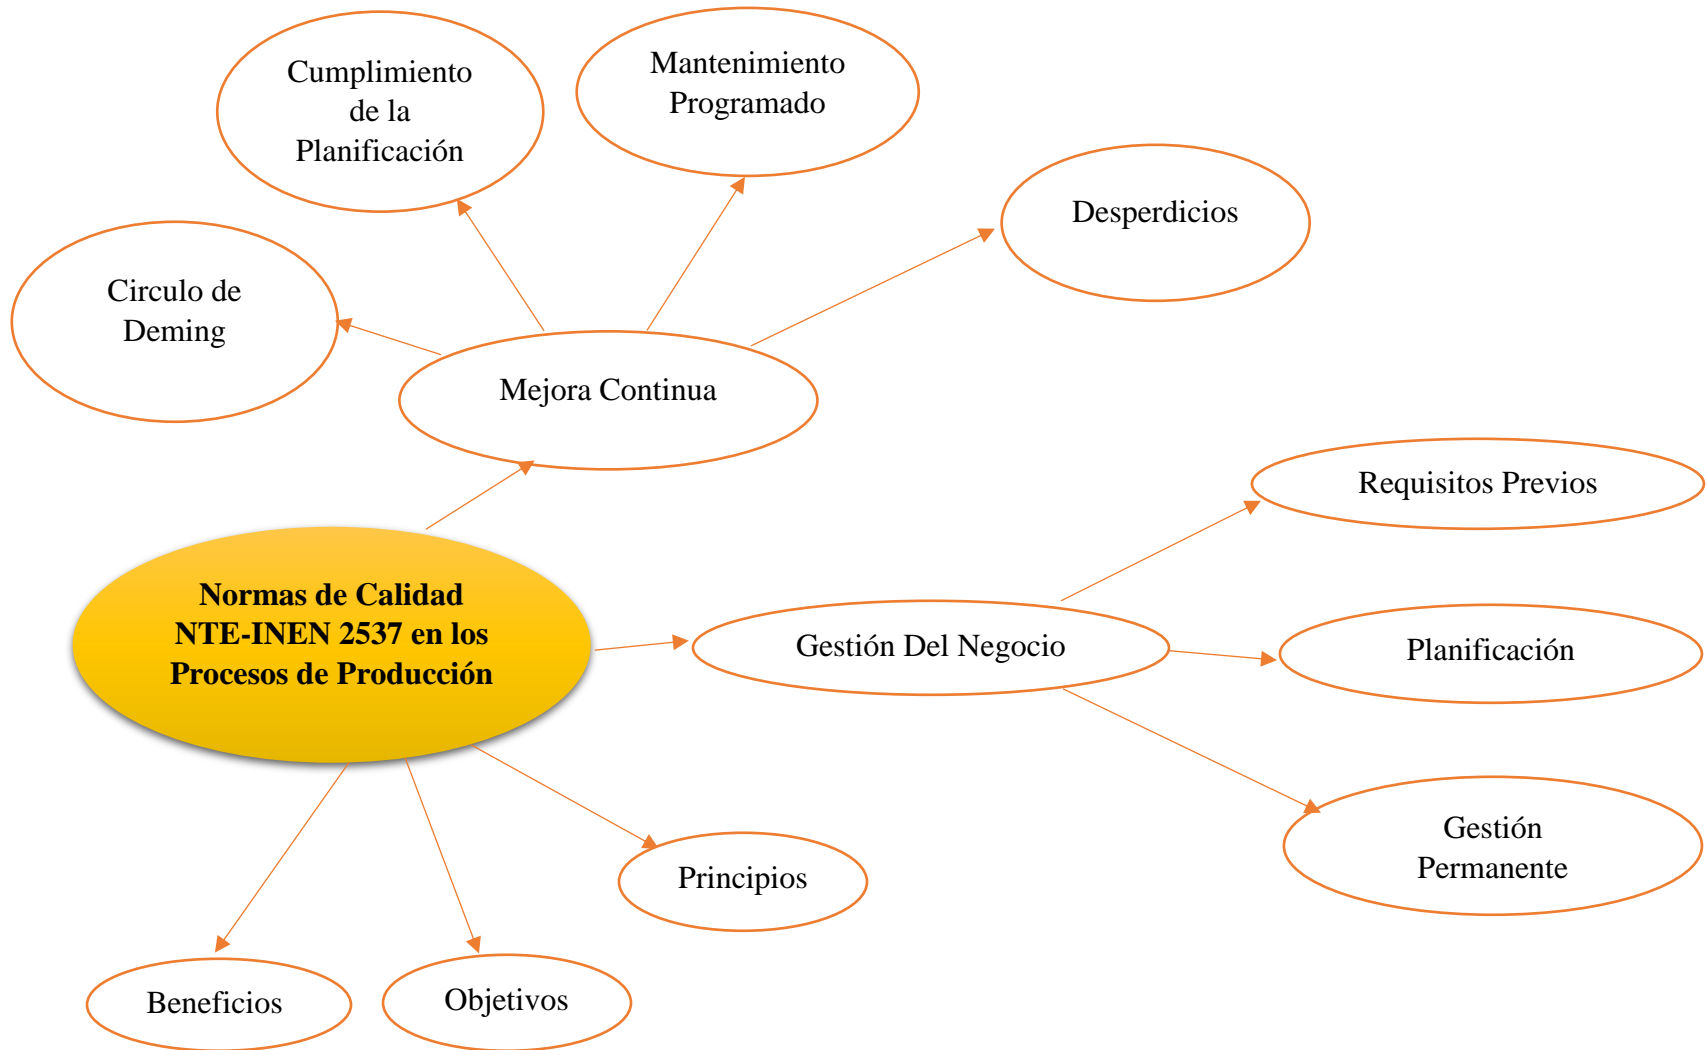 Cumplimiento
de la
Planificación
Mantenimiento
Programado
Desperdicios
Circulo de
Deming
Mejora Continua
Requisitos Previos
Normas de Calidad
NTE-INEN 2537 en los
Procesos de Producción
Gestión Del Negocio
Planificación
Gestión
Permanente
Principios
Beneficios
Objetivos